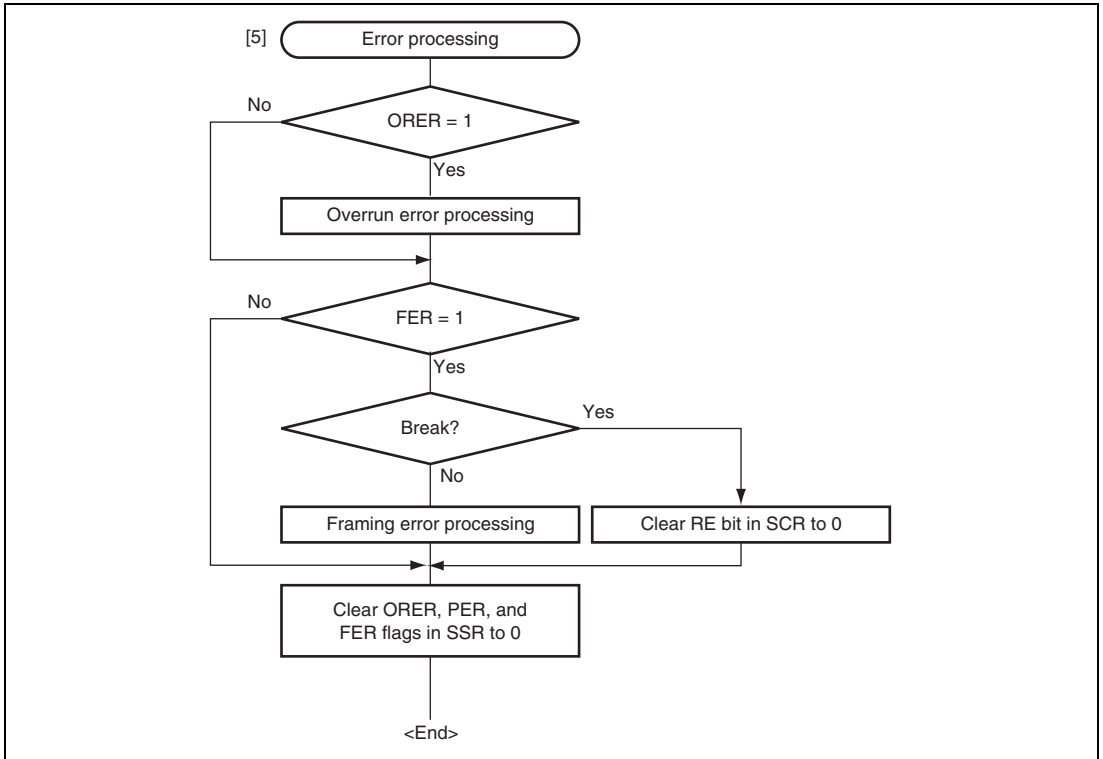 [5] Error processing
No
ORER = 1
Yes
Overrun error processing
No
FER = 1
Yes
Break?
Yes
No
Framing error processing
Clear RE bit in SCR to 0
Clear ORER, PER, and
FER flags in SSR to 0
<End>